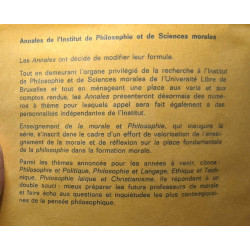 Annales de l'Institut de Philosophie et de Sciences morales
Les Annales ont décidé de modifier leur formule.
Tout en demeurant l'organe privilégié de la recherche à l'Institut
de Philosophie et de Sciences morales de l'Université Libre de
Bruxelles et tout en ménageant une place aux varia et aux
comptes rendus, les Annales présenteront désormais des numé-
ros à thème pour lesquels appel sera fait également à des
personnalités indépendantes de l'Institut.
Enseignement de la morale et Philosophie, qui inaugure la
série, s'inscrit dans le cadre d'un effort de valorisation de l'ensei-
gnement de la morale et de réflexion sur la place fondamentale
de la philosophie dans la formation morale.
Parmi les thèmes annoncés pour les années à venir, citons:
Philosophie et Politique, Philosophie et Langage, Ethique et Tech-
nique, Philosophie laïque et Christianisme. Ils répondront à un
double souci : mieux préparer les futurs professeurs de morale
et faire écho aux questions et inquiétudes les plus contemporai-
nes de la pensée philosophique.